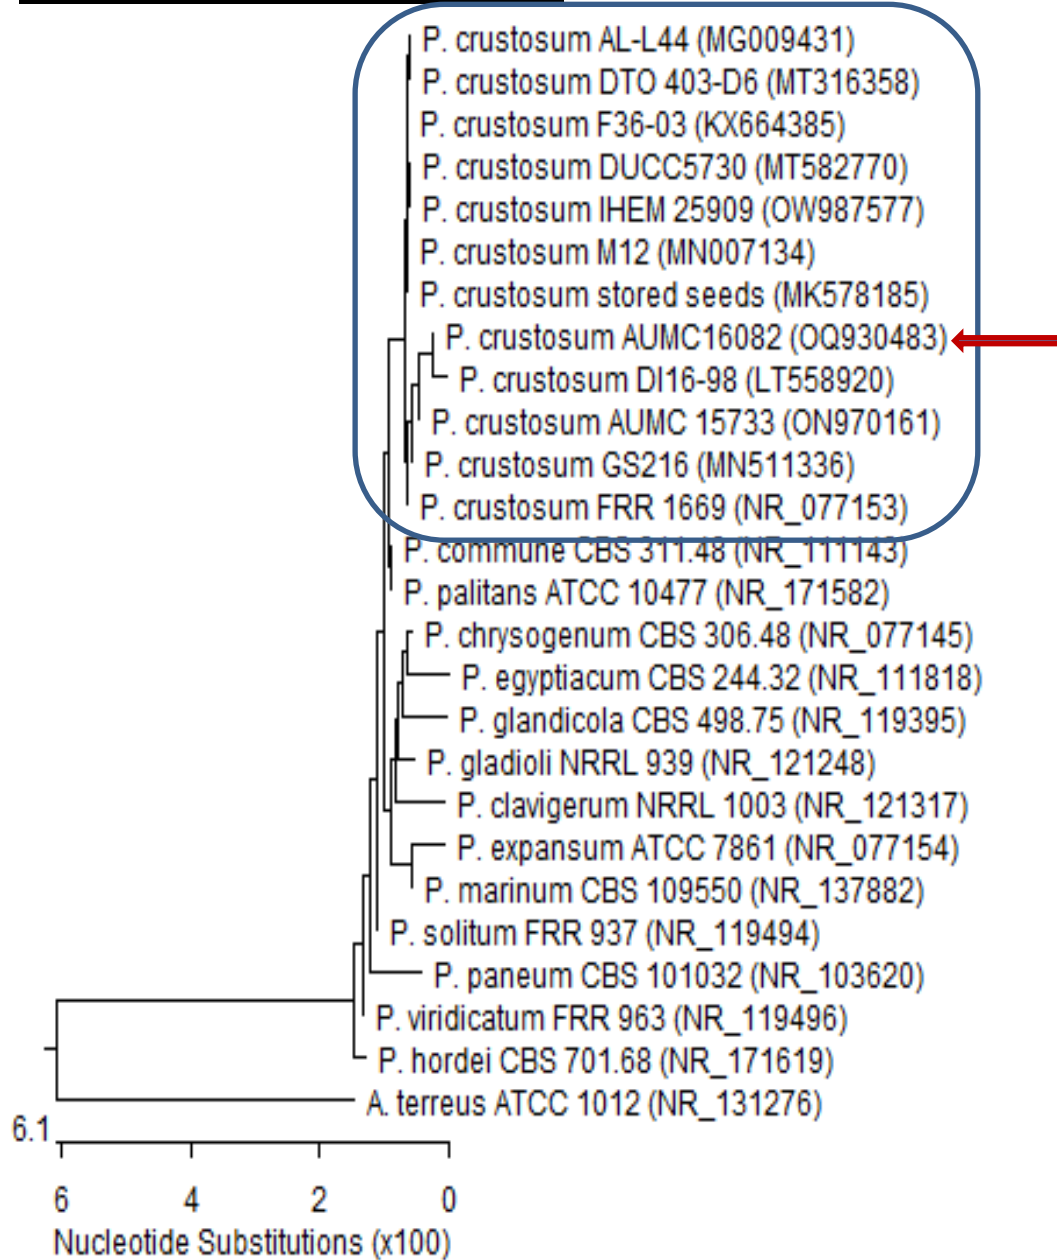 P. crustosum AL-L44 (MG009431)
P. crustosum DTO 403-D6 (MT316358)
P. crustosum F36-03 (KX664385)
P. crustosum DUCC5730 (MT582770)
P. crustosum IHEM 25909 (OW987577)
P. crustosum M12 (MN007134)
P. crustosum stored seeds (MK578185)
P. crustosum AUMC16082 (OQ930483)
P. crustosum DI16-98 (LT558920)
P. crustosum AUMC 15733 (ON970161)
P. crustosum GS216 (MN511336)
P. crustosum FRR 1669 (NR_077153)
P. commune CBS 311.48 (NR_111143)
P. palitans ATCC 10477 (NR_171582)
P. chrysogenum CBS 306.48 (NR_077145)
P. egyptiacum CBS 244.32 (NR_111818)
P. glandicola CBS 498.75 (NR_119395)
P. gladioli NRRL 939 (NR_121248)
P. clavigerum NRRL 1003 (NR_121317)
P. expansum ATCC 7861 (NR_077154)
P. marinum CBS 109550 (NR_137882)
P. solitum FRR 937 (NR_119494)
P. paneum CBS 101032 (NR_103620)
P. viridicatum FRR 963 (NR_119496)
P. hordei CBS 701.68 (NR_171619)
A. terreus ATCC 1012 (NR_131276)
6.1
6 4 2 0
Nucleotide Substitutions (x100)